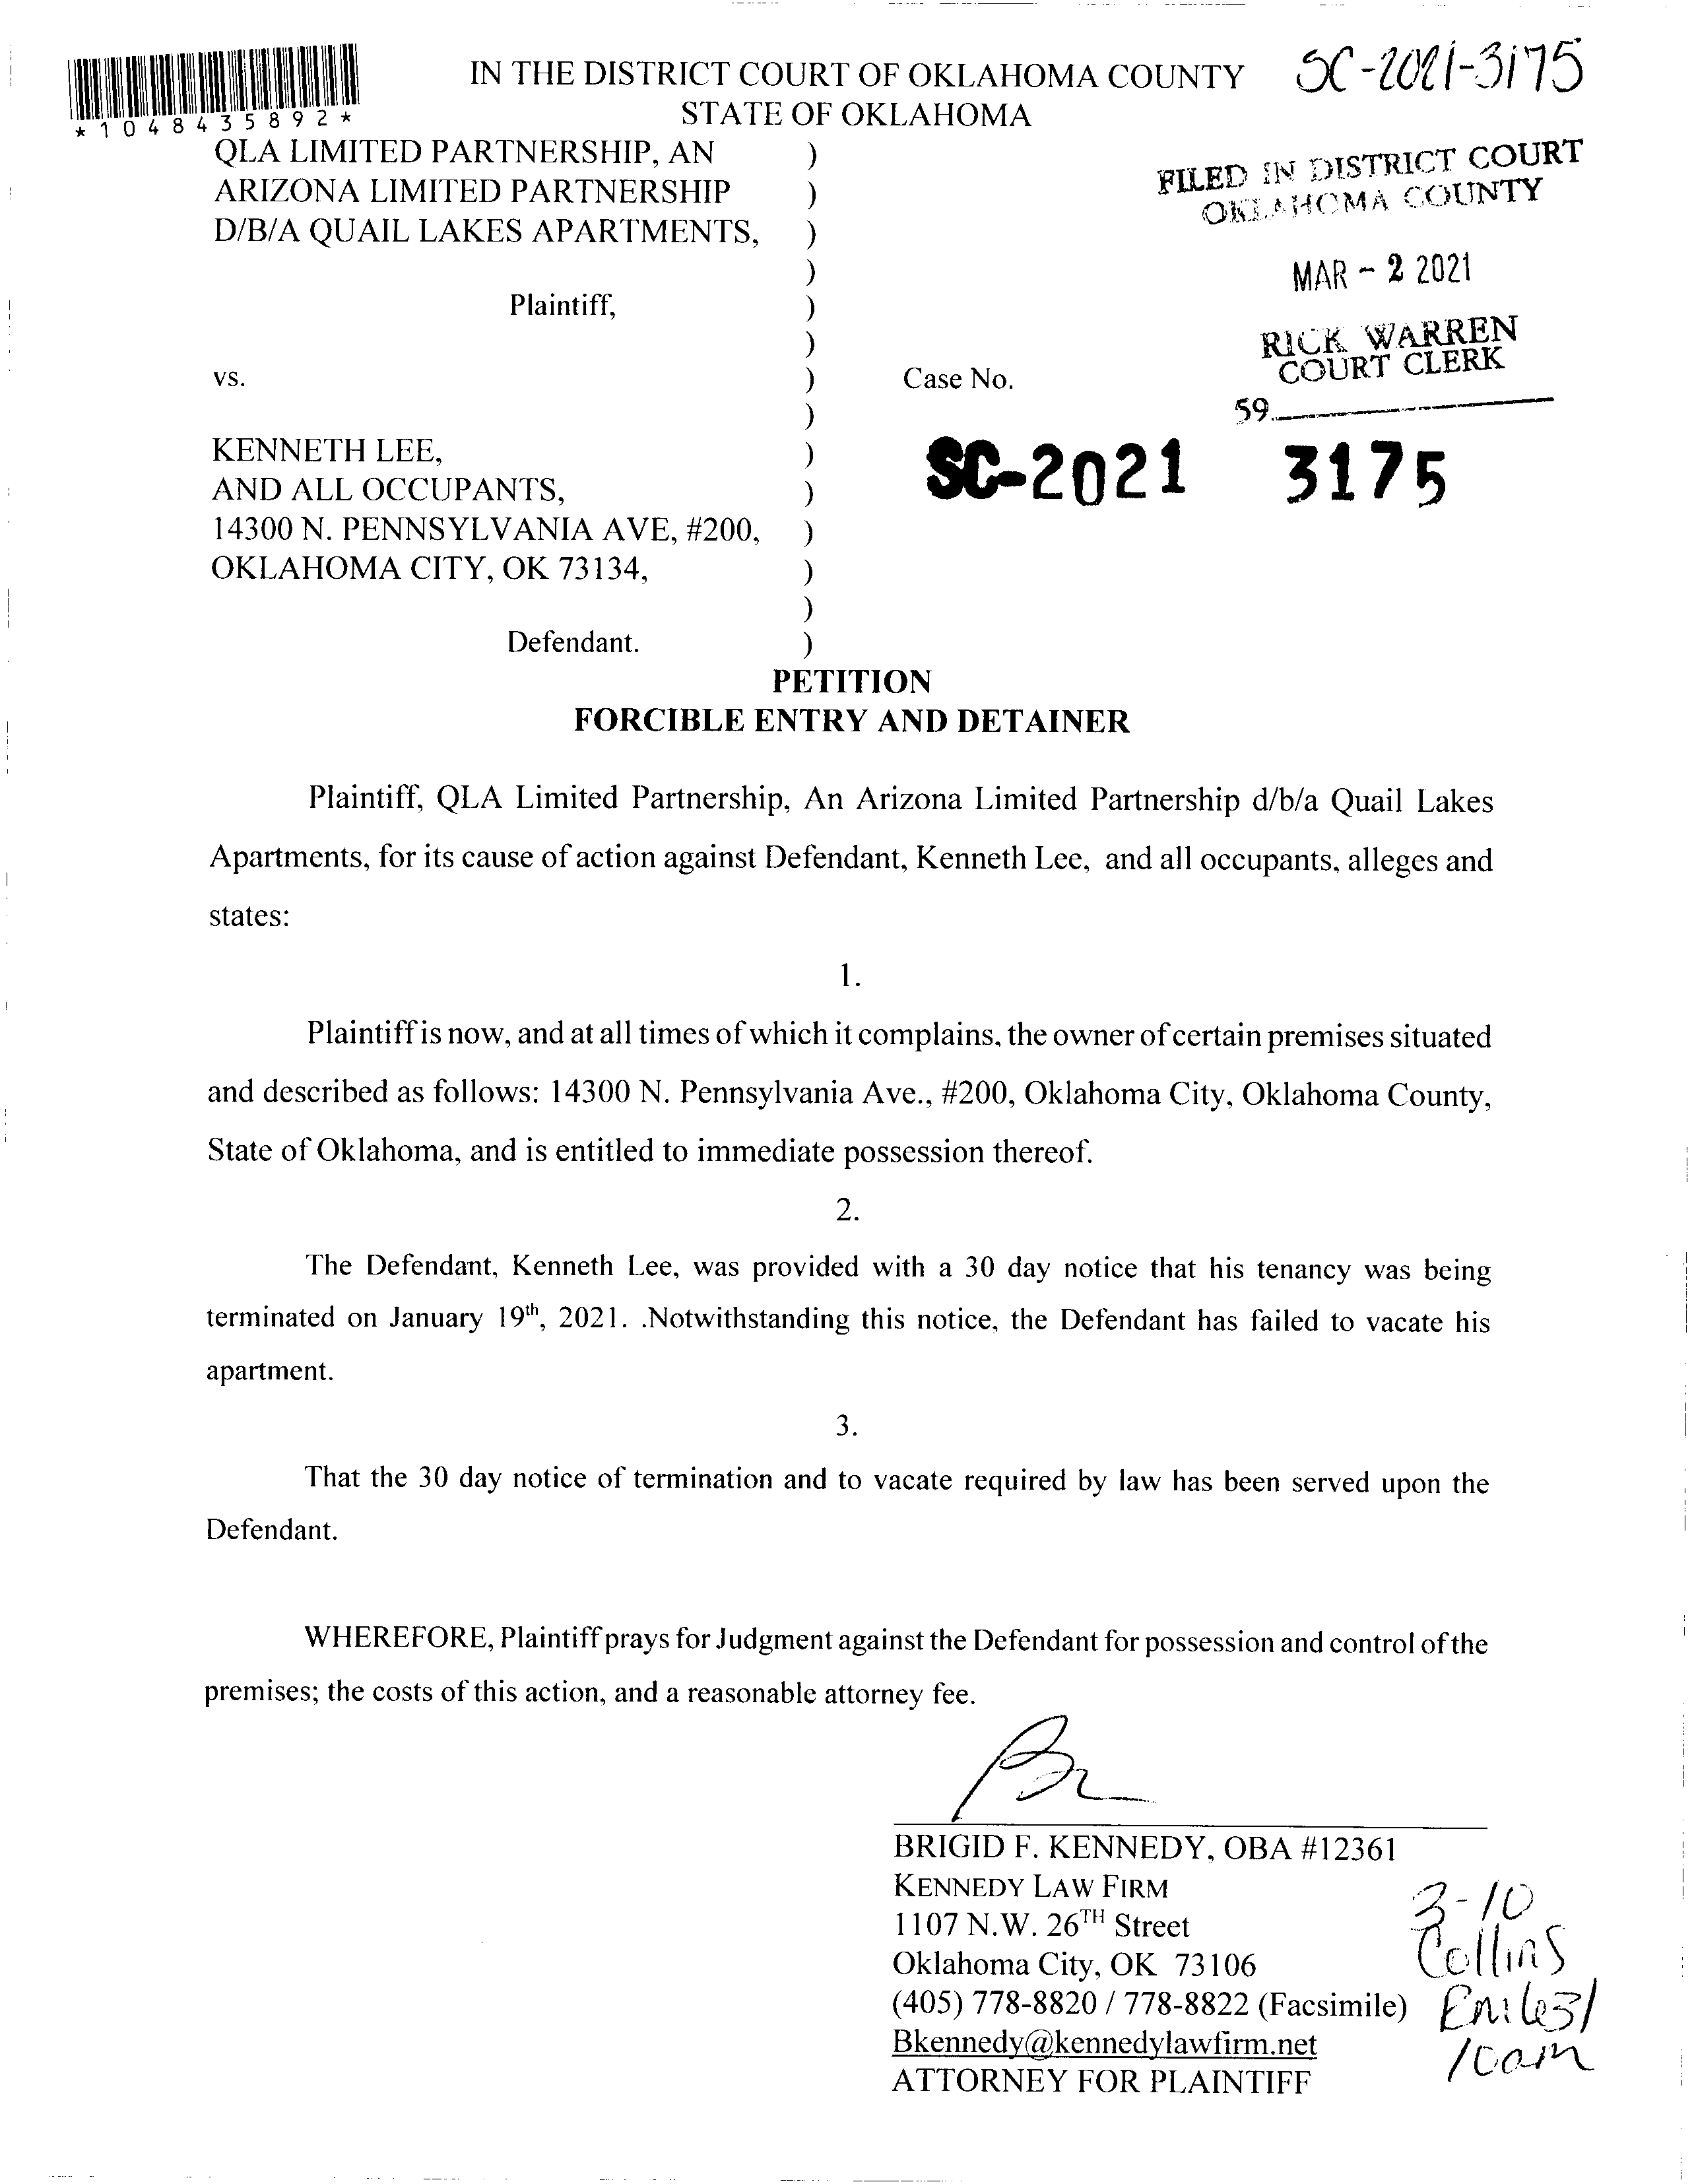 IN THE DISTRICT COURT OF OKLAHOMA COUNTY
SC-2021-3175
STATE OF OKLAHOMA
*1048435892*
QLA LIMITED PARTNERSHIP, AN )
ARIZONA LIMITED PARTNERSHIP )
D/B/A QUAIL LAKES APARTMENTS, )
)
Plaintiff, )
)
vs. ) Case No.
)
KENNETH LEE, )
AND ALL OCCUPANTS, )
14300 N. PENNSYLVANIA AVE, #200, )
OKLAHOMA CITY, OK 73134, )
)
Defendant. )
FILED IN DISTRICT COURT
OKLAHOMA COUNTY
MAR - 2 2021
RICK WARREN
COURT CLERK
59
SC-2021 3175
PETITION
FORCIBLE ENTRY AND DETAINER
Plaintiff, QLA Limited Partnership, An Arizona Limited Partnership d/b/a Quail Lakes
Apartments, for its cause of action against Defendant, Kenneth Lee, and all occupants, alleges and
states:
1.
Plaintiff is now, and at all times of which it complains, the owner of certain premises situated
and described as follows: 14300 N. Pennsylvania Ave., #200, Oklahoma City, Oklahoma County,
State of Oklahoma, and is entitled to immediate possession thereof.
2.
The Defendant, Kenneth Lee, was provided with a 30 day notice that his tenancy was being
terminated on January 19th, 2021. .Notwithstanding this notice, the Defendant has failed to vacate his
apartment.
3.
That the 30 day notice of termination and to vacate required by law has been served upon the
Defendant.
WHEREFORE, Plaintiff prays for Judgment against the Defendant for possession and control of the
premises; the costs of this action, and a reasonable attorney fee.
BRIGID F. KENNEDY, OBA #12361
KENNEDY LAW FIRM
1107 N.W. 26TH Street
Oklahoma City, OK 73106
(405) 778-8820 / 778-8822 (Facsimile)
Bkennedy@kennedylawfirm.net
ATTORNEY FOR PLAINTIFF
3-10
Collins
10am